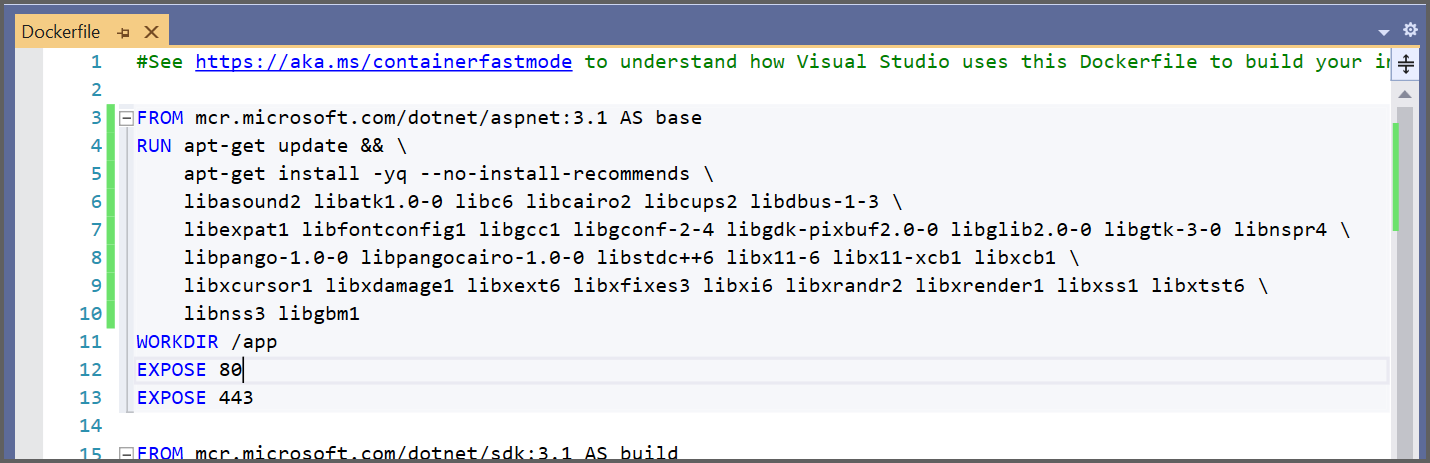 Dockerfile
1 #See https://aka.ms/containerfastmode to understand how Visual Studio uses this Dockerfile to build your
2
3 FROM mcr.microsoft.com/dotnet/aspnet:3.1 AS base
4 RUN apt-get update && \
5 apt-get install -yq --no-install-recommends \
6 libasound2 libatk1.0-0 libc6 libcairo2 libcups2 libdbus-1-3 \
7 libexpat1 libfontconfig1 libgcc1 libgconf-2-4 libgdk-pixbuf2.0-0 libglib2.0-0 libgtk-3-0 libnspr4 \
8 libpango-1.0-0 libpangocairo-1.0-0 libstdc++6 libx11-6 libx11-xcb1 libxcb1 \
9 libxcursor1 libxdamage1 libxext6 libxfixes3 libxi6 libxrandr2 libxrender1 libxss1 libxtst6 \
10 libnss3 libgbm1
11 WORKDIR /app
12 EXPOSE 80
13 EXPOSE 443
14
15 FROM mcr.microsoft.com/dotnet/sdk:3.1 AS build